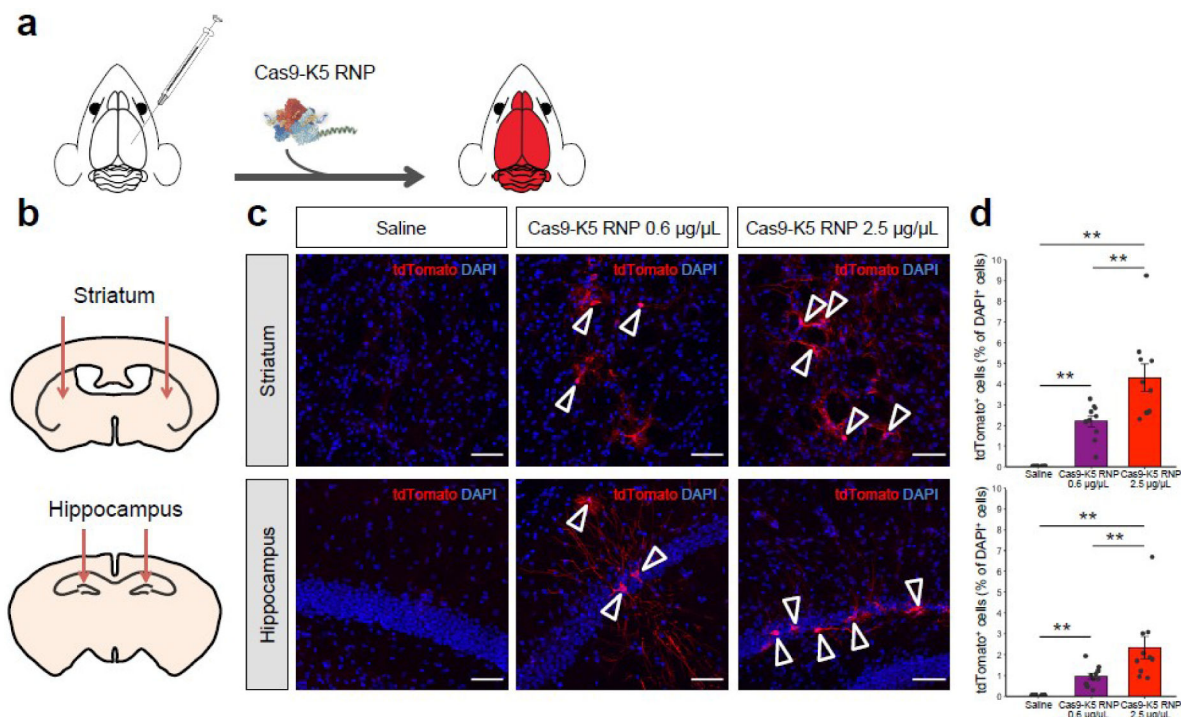 a
Cas9-K5 RNP
b
Striatum
Hippocampus
c
Saline
Cas9-K5 RNP 0.6 µg/µL
Cas9-K5 RNP 2.5 µg/µL
Striatum
tdTomato DAPI
tdTomato DAPI
tdTomato DAPI
Hippocampus
tdTomato DAPI
tdTomato DAPI
tdTomato DAPI
d
tdTomato⁺ cells (% of DAPI⁺ cells)
10
9
8
7
6
5
4
3
2
1
0
**
**
**
Saline
Cas9-K5 RNP
0.6 µg/µL
Cas9-K5 RNP
2.5 µg/µL
tdTomato⁺ cells (% of DAPI⁺ cells)
10
9
8
7
6
5
4
3
2
1
0
**
**
**
Saline
Cas9-K5 RNP
0.6 µg/µL
Cas9-K5 RNP
2.5 µg/µL